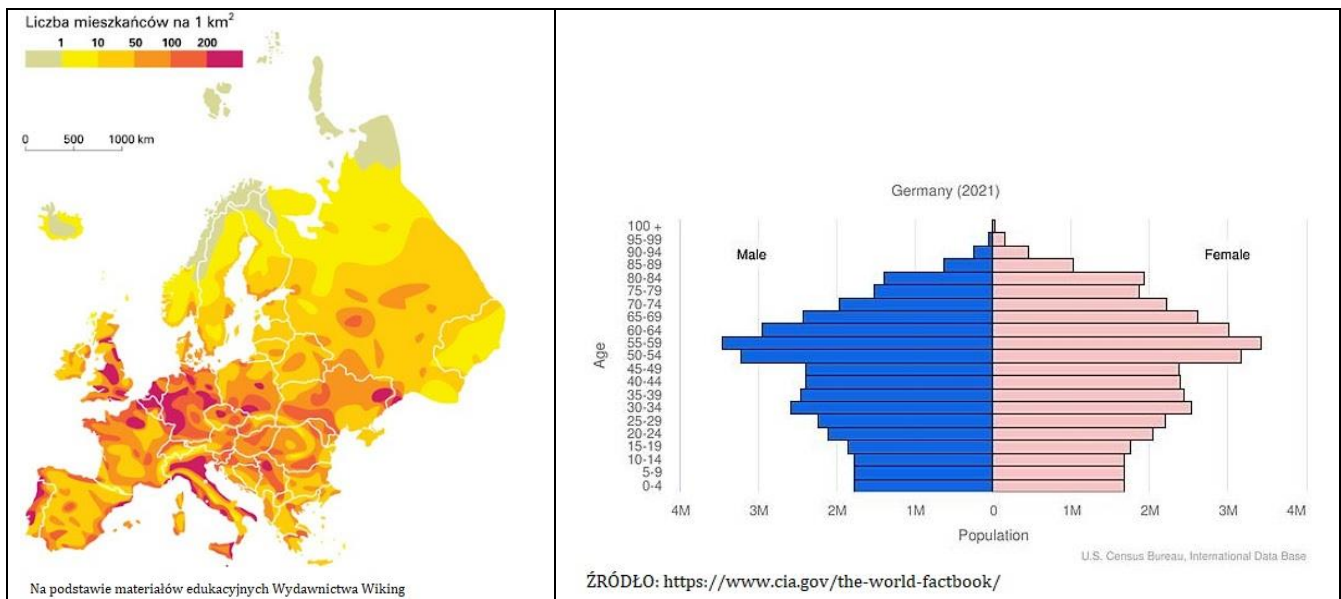 Liczba mieszkańców na 1 km²
1 10 50 100 200
0 500 1000 km
Na podstawie materiałów edukacyjnych Wydawnictwa Wiking
Germany (2021)
Male
Female
Age
100 +
95-99
90-94
85-89
80-84
75-79
70-74
65-69
60-64
55-59
50-54
45-49
40-44
35-39
30-34
25-29
20-24
15-19
10-14
5-9
0-4
4M 3M 2M 1M 0 1M 2M 3M 4M
Population
U.S. Census Bureau, International Data Base
ŹRÓDŁO: https://www.cia.gov/the-world-factbook/